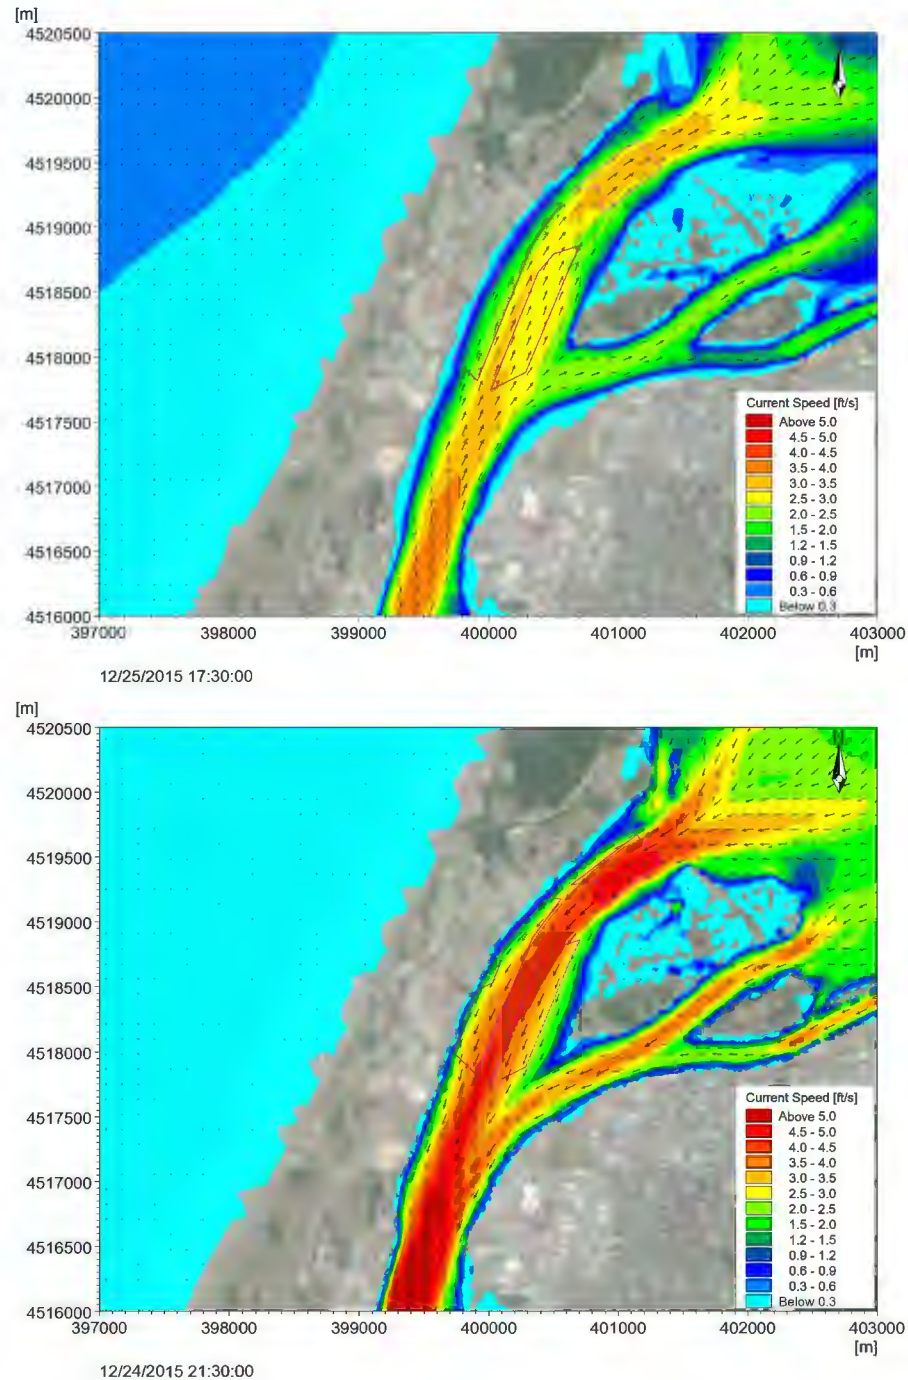 [m]
4520500
4520000
4519500
4519000
4518500
4518000
4517500
4517000
4516500
4516000
397000 398000 399000 400000 401000 402000 403000
[m]
Current Speed [ft/s]
Above 5.0
4.5 - 5.0
4.0 - 4.5
3.5 - 4.0
3.0 - 3.5
2.5 - 3.0
2.0 - 2.5
1.5 - 2.0
1.2 - 1.5
0.9 - 1.2
0.6 - 0.9
0.3 - 0.6
Below 0.3
12/25/2015 17:30:00
[m]
4520500
4520000
4519500
4519000
4518500
4518000
4517500
4517000
4516500
4516000
397000 398000 399000 400000 401000 402000 403000
[m]
Current Speed [ft/s]
Above 5.0
4.5 - 5.0
4.0 - 4.5
3.5 - 4.0
3.0 - 3.5
2.5 - 3.0
2.0 - 2.5
1.5 - 2.0
1.2 - 1.5
0.9 - 1.2
0.6 - 0.9
0.3 - 0.6
Below 0.3
12/24/2015 21:30:00